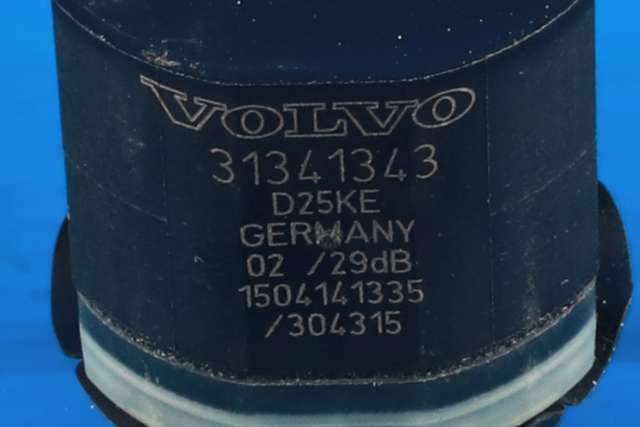 VOLVO
31341343
D25KE
GERMANY
02 /29dB
1504141335
/304315